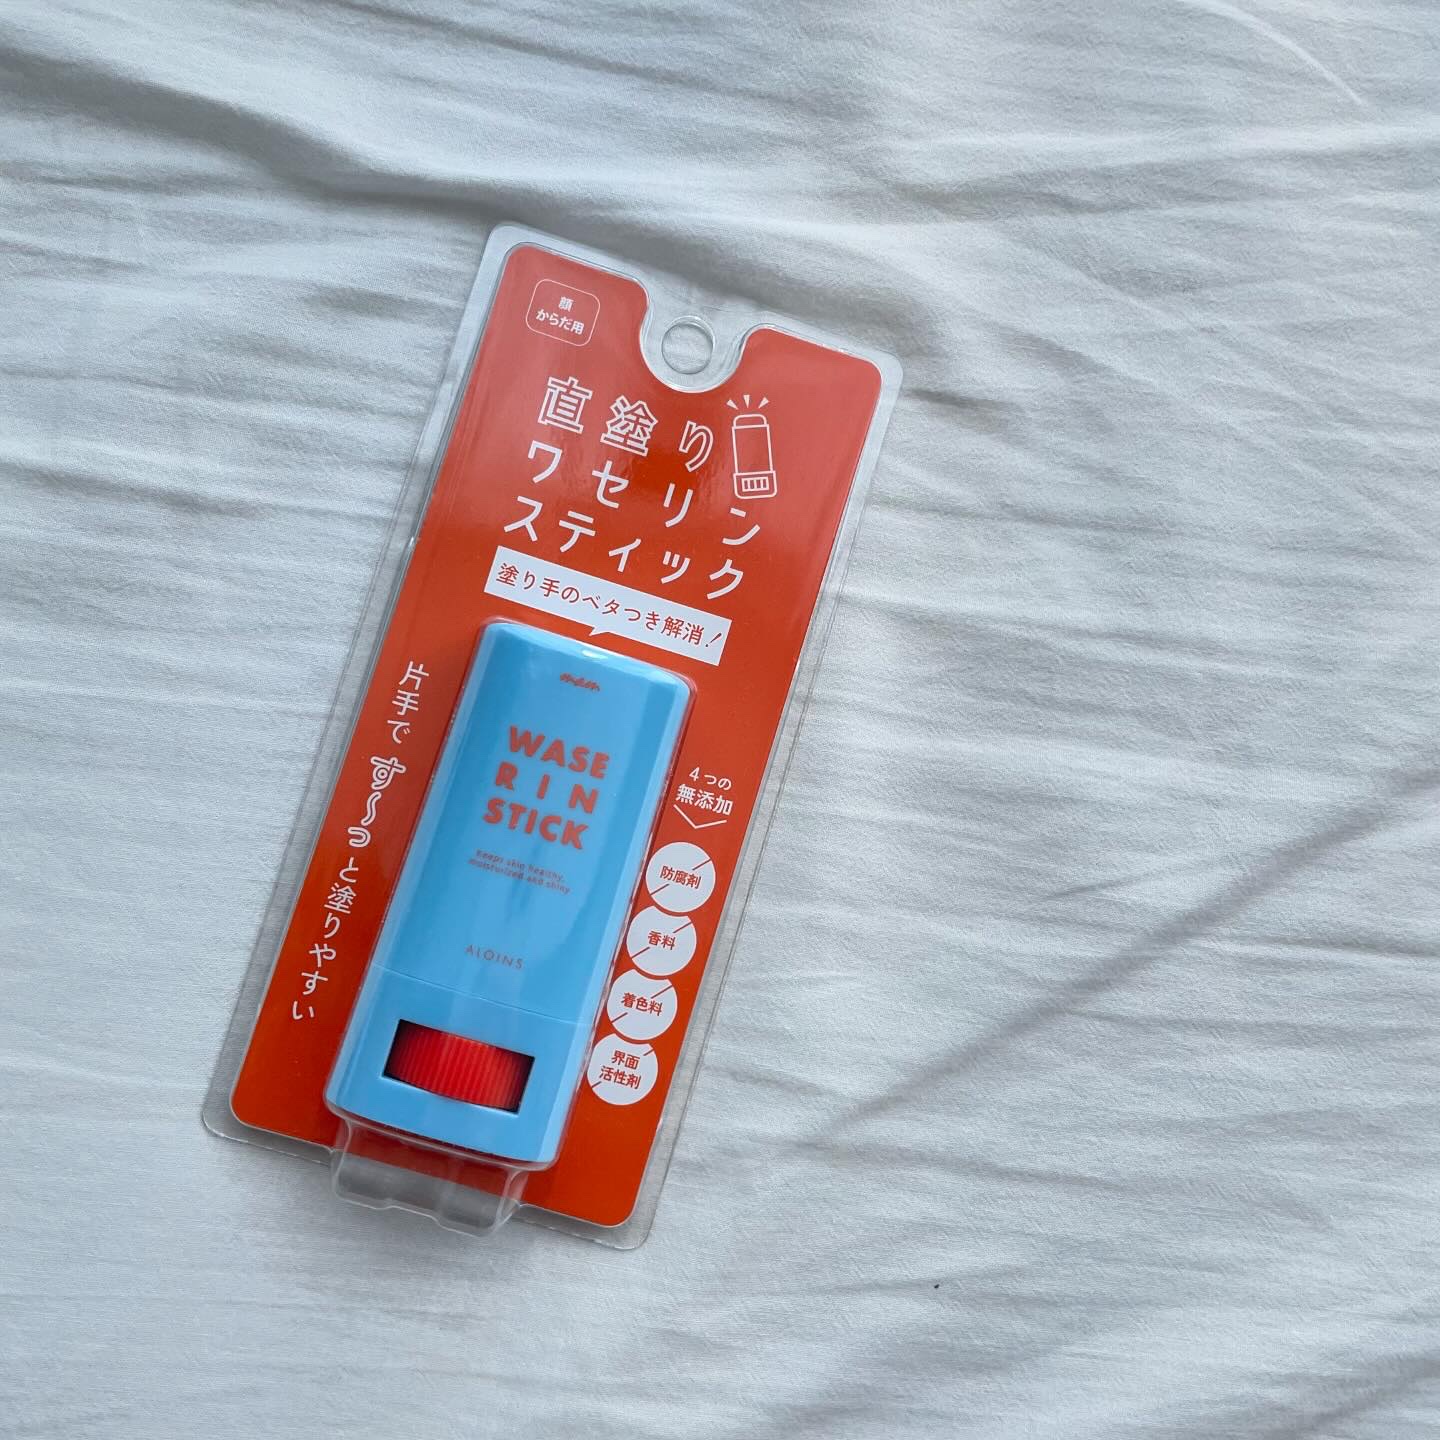 顔
からだ用
直塗り
ワセリン
スティック
塗り手のベタつき解消!
片手で す〜っと塗りやすい
WASE
RIN
STICK
Keeps skin healthy,
moisturized and shiny
ALOINS
4つの
無添加
防腐剤
香料
着色料
界面
活性剤